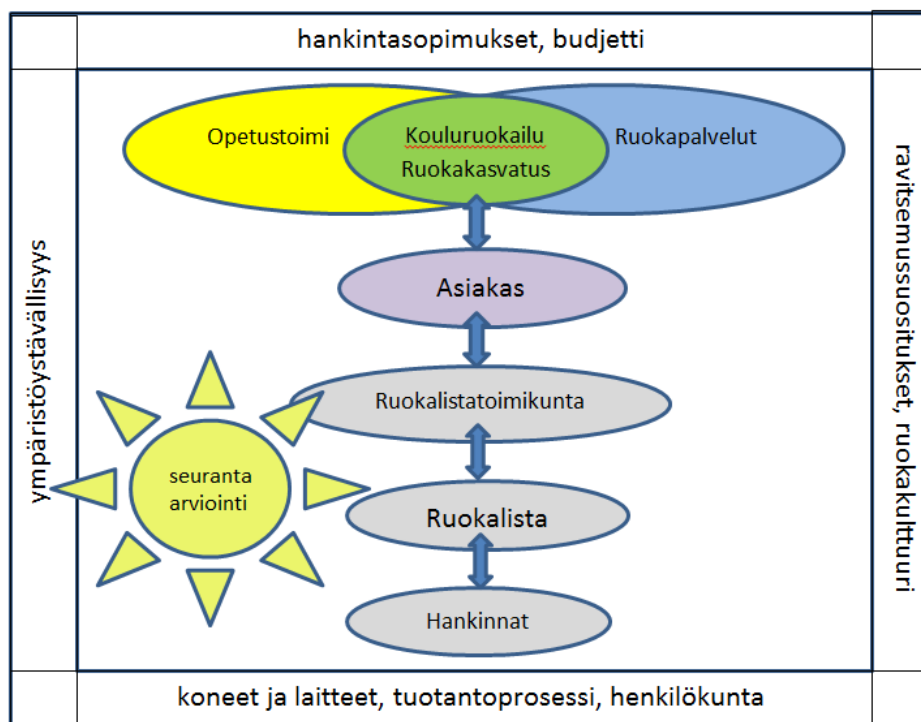 hankintasopimukset, budjetti
Opetustoimi
Kouluruokailu
Ruokakasvatus
Ruokapalvelut
ympäristöystävällisyys
ravitsemussuositukset, ruokakulttuuri
Asiakas
Ruokalistatoimikunta
seuranta
arviointi
Ruokalista
Hankinnat
koneet ja laitteet, tuotantoprosessi, henkilökunta